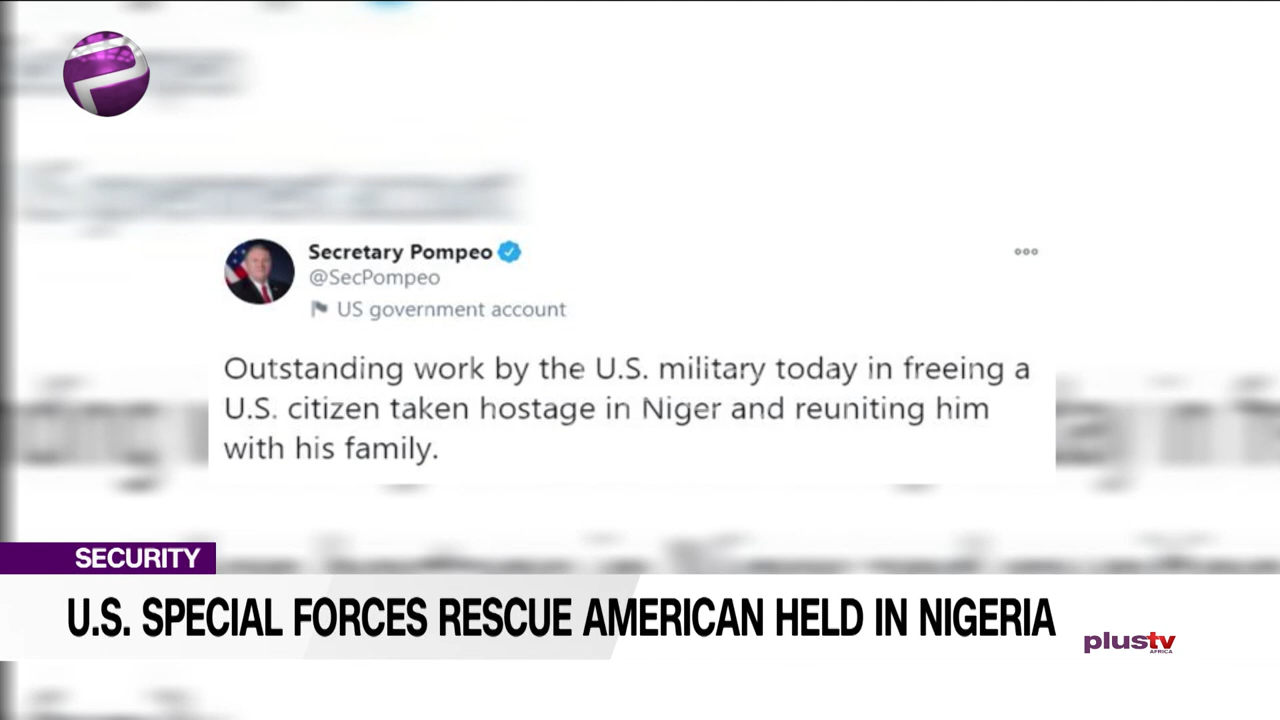 Secretary Pompeo
@SecPompeo
US government account
Outstanding work by the U.S. military today in freeing a
U.S. citizen taken hostage in Niger and reuniting him
with his family.
SECURITY
U.S. SPECIAL FORCES RESCUE AMERICAN HELD IN NIGERIA
plustv
AFRICA